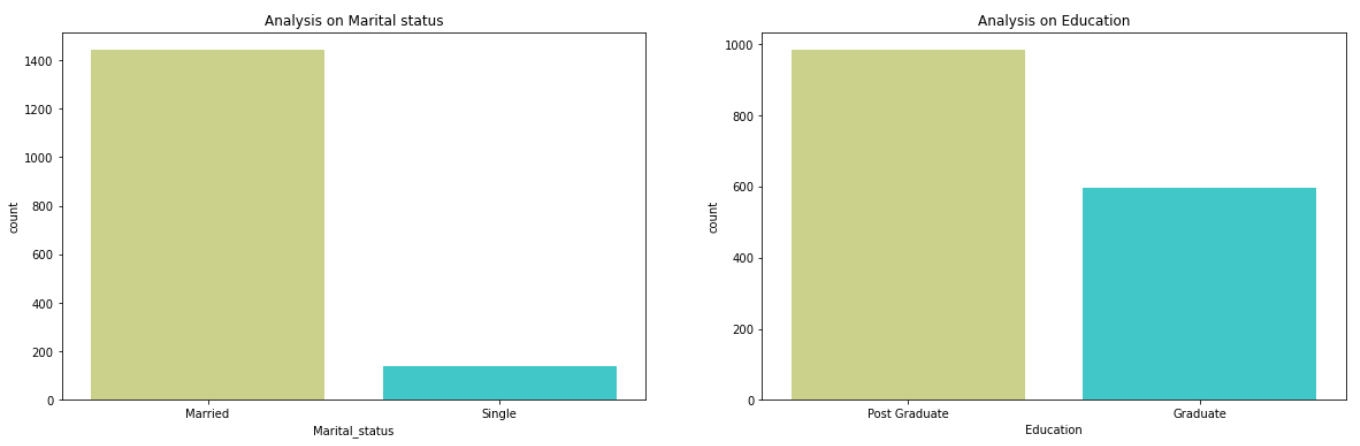 Analysis on Marital status
1400
1200
1000
800
600
400
200
0
count
Married Single
Marital_status
Analysis on Education
1000
800
600
400
200
0
count
Post Graduate Graduate
Education